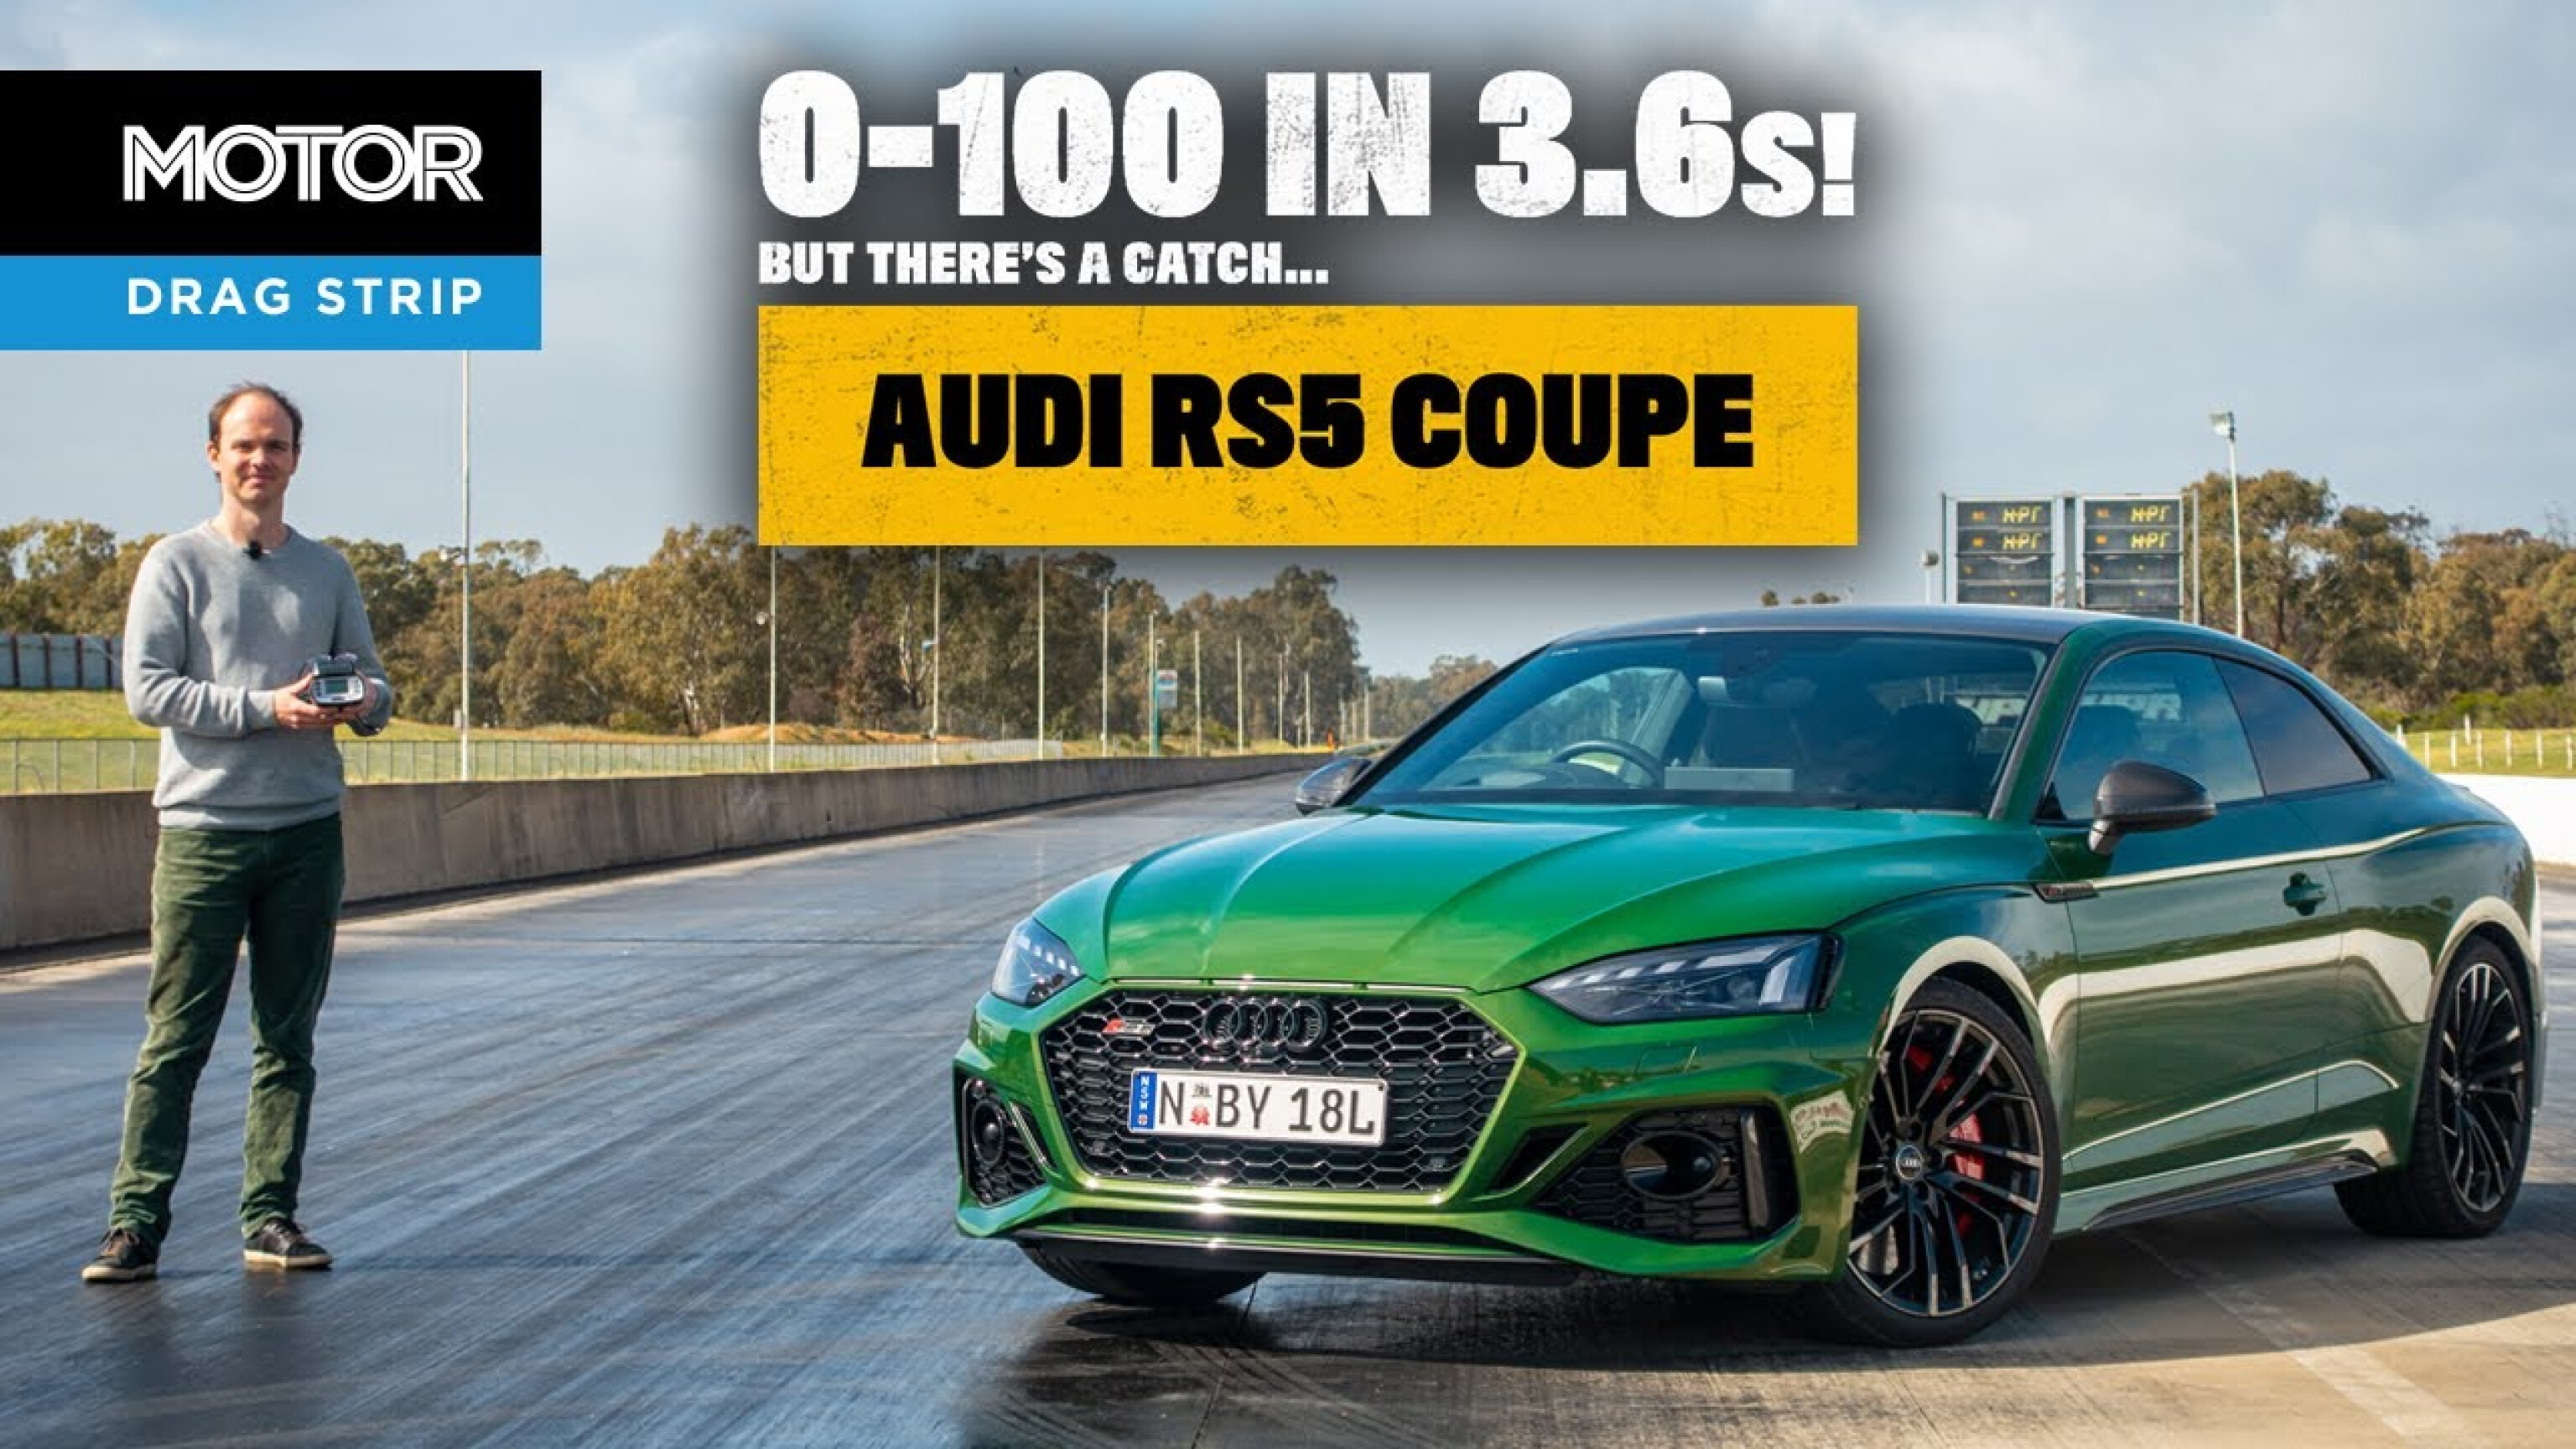 MOTOR
DRAG STRIP
0-100 IN 3.6s!
BUT THERE'S A CATCH...
AUDI RS5 COUPE
NSW
N BY 18L